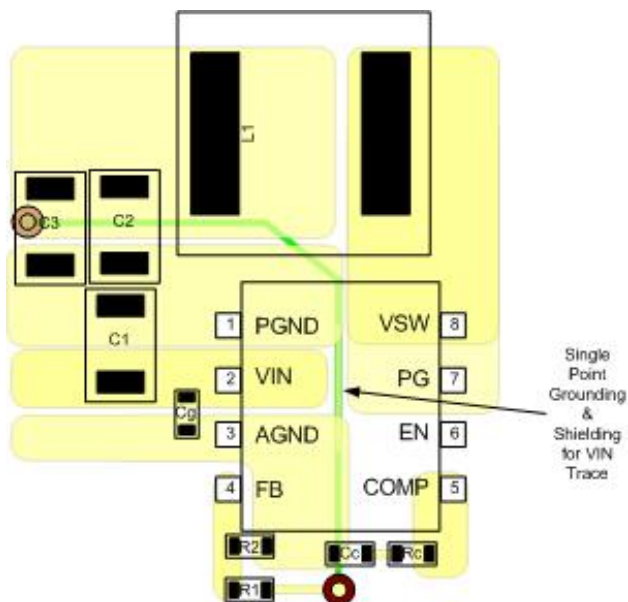 L1
C3
C2
C1
1 PGND VSW 8
2 VIN PG 7
Cg
3 AGND EN 6
4 FB COMP 5
R2
Cc
Rc
R1
Single
Point
Grounding
&
Shielding
for VIN
Trace